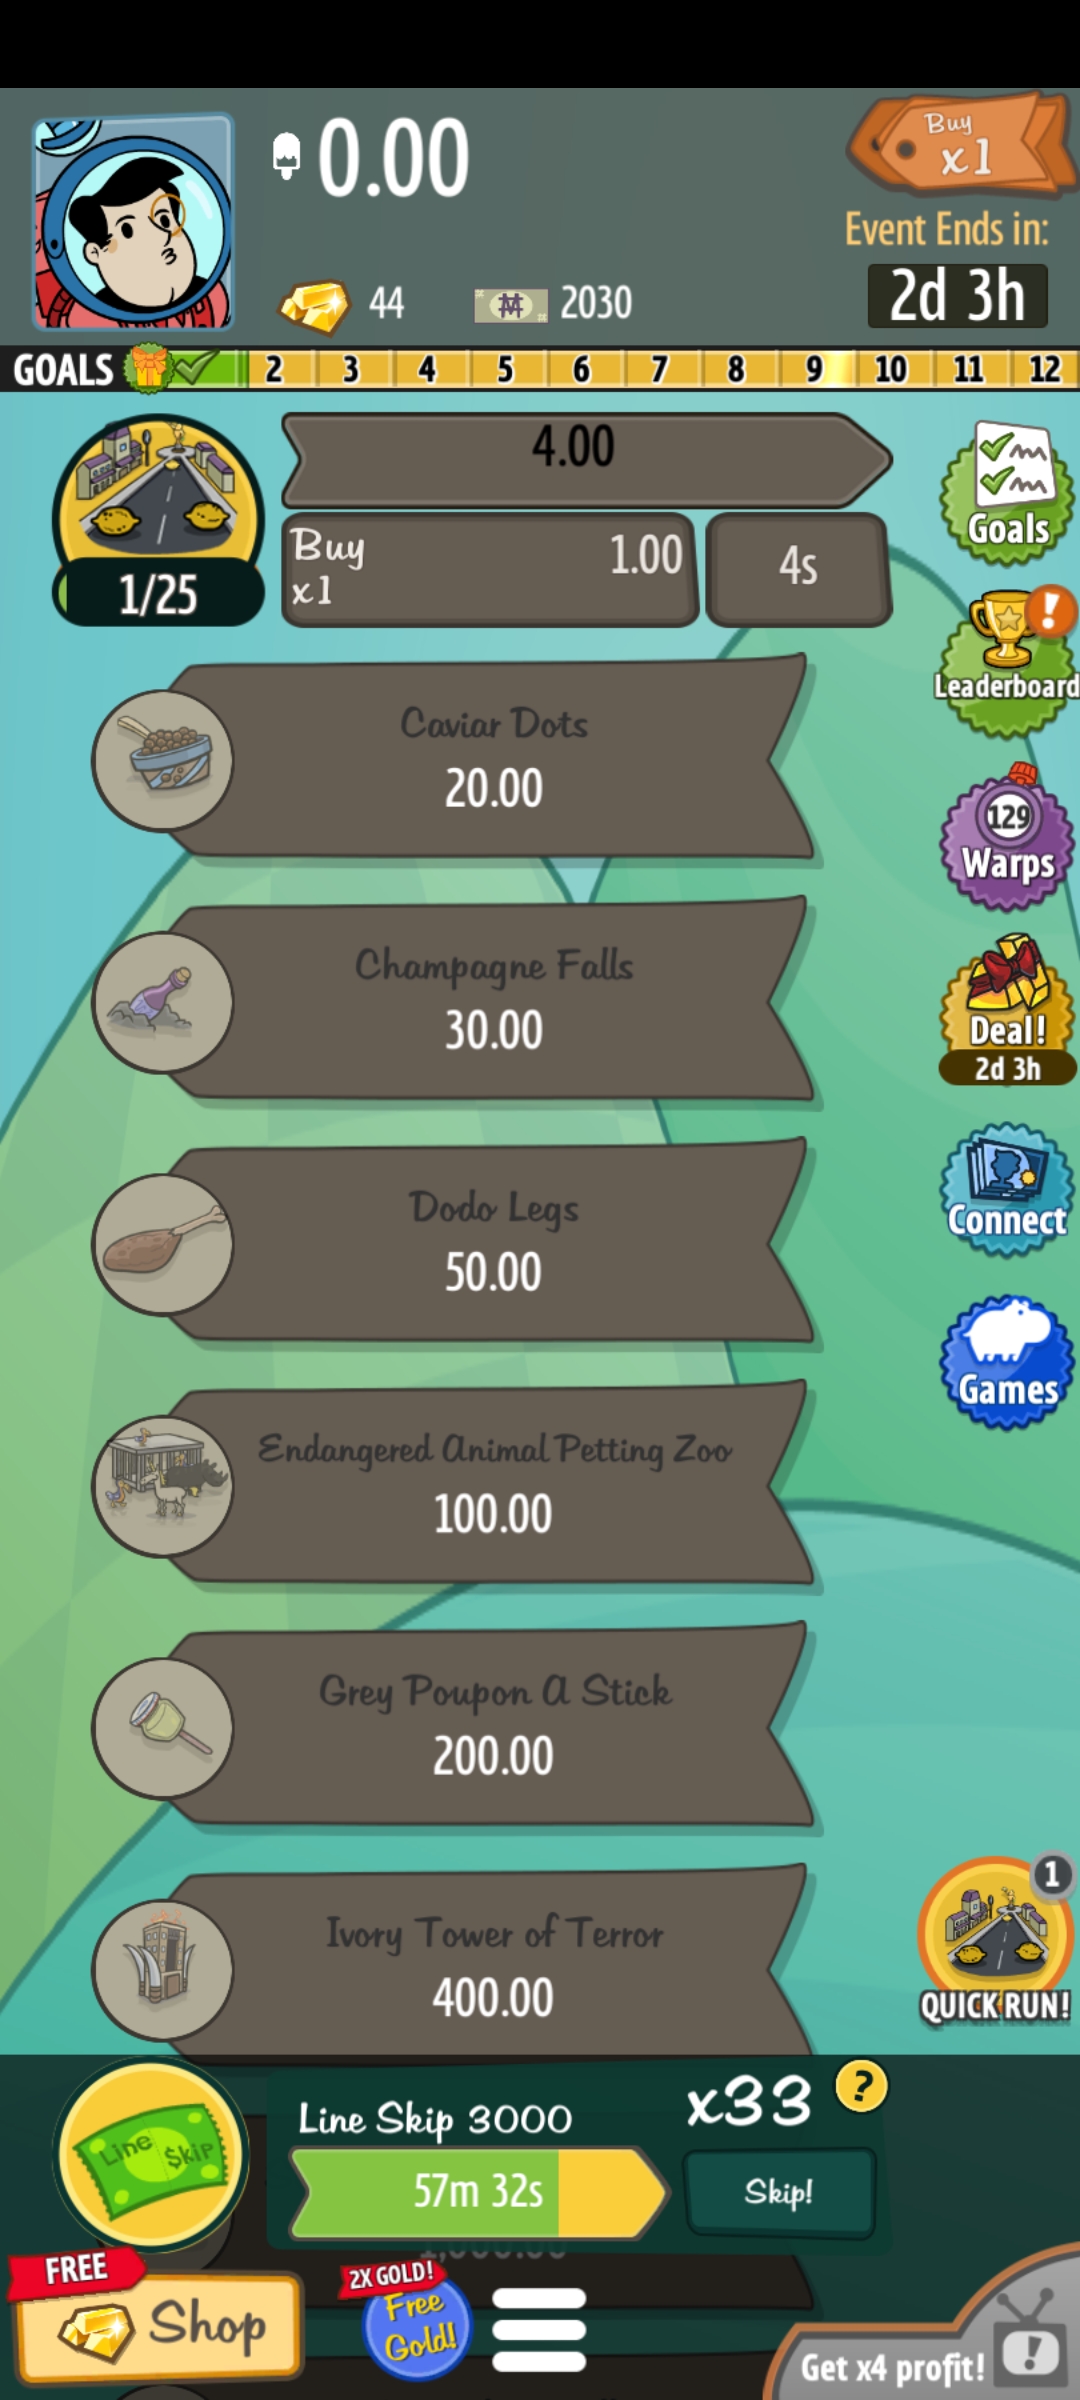 0.00
Buy
x1
Event Ends in:
2d 3h
44
2030
GOALS 2 3 4 5 6 7 8 9 10 11 12
4.00
Buy
x1
1.00
4s
1/25
Goals
Leaderboard
129
Warps
Deal!
2d 3h
Connect
Games
Caviar Dots
20.00
Champagne Falls
30.00
Dodo Legs
50.00
Endangered Animal Petting Zoo
100.00
Grey Poupon A Stick
200.00
Ivory Tower of Terror
400.00
1
QUICK RUN!
Line $kip
Line Skip 3000
57m 32s
x33
?
Skip!
FREE
Shop
2X GOLD!
Free
Gold!
Get x4 profit!